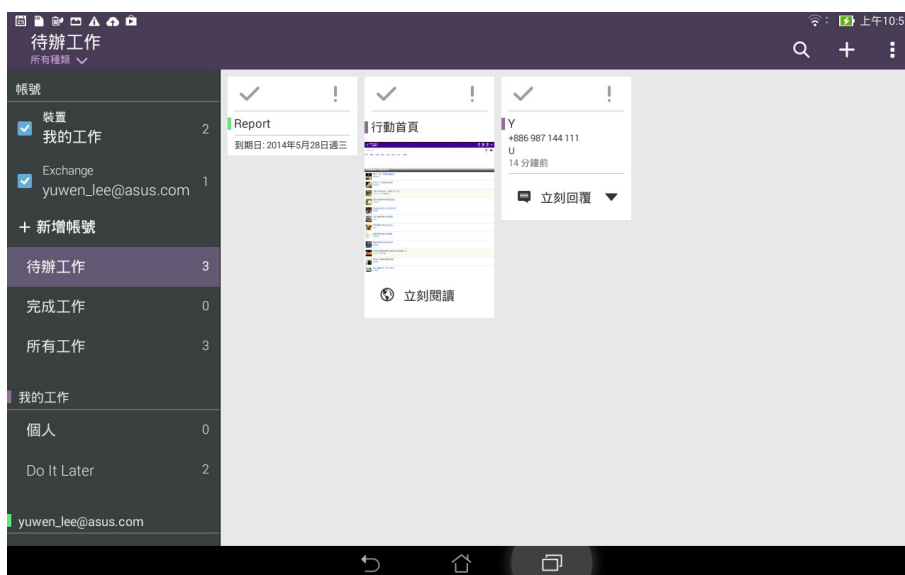 上午10:5
待辦工作
所有種類
帳號
裝置
我的工作
2
Exchange
yuwen_lee@asus.com
1
+ 新增帳號
待辦工作
3
完成工作
0
所有工作
3
我的工作
個人
0
Do It Later
2
yuwen_lee@asus.com
Report
到期日: 2014年5月28日週三
行動首頁
立刻閱讀
Y
+886 987 144 111
U
14 分鐘前
立刻回覆